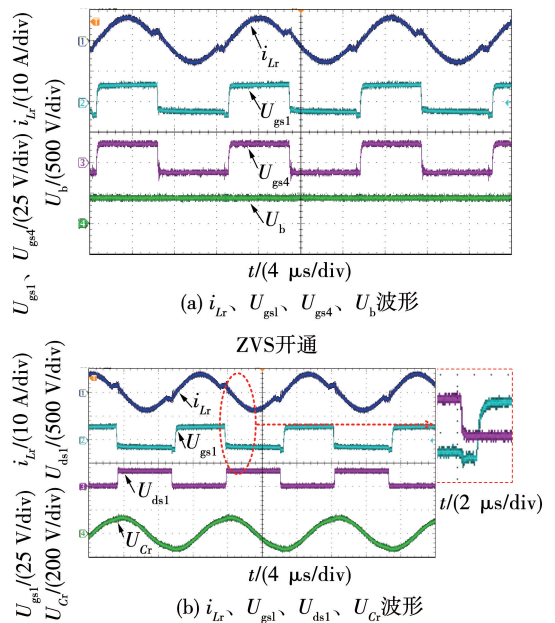 U_gs1、U_gs4/(25 V/div) i_Lr/(10 A/div)
U_b/(500 V/div)
1
i_Lr
2
U_gs1
3
U_gs4
U_b
4
t/(4 μs/div)
(a) i_Lr、U_gs1、U_gs4、U_b波形
ZVS开通
U_gs1/(25 V/div) i_Lr/(10 A/div)
U_Cr/(200 V/div) U_ds1/(500 V/div)
1
i_Lr
2
U_gs1
3
U_ds1
U_Cr
4
t/(2 μs/div)
t/(4 μs/div)
(b) i_Lr、U_gs1、U_ds1、U_Cr波形